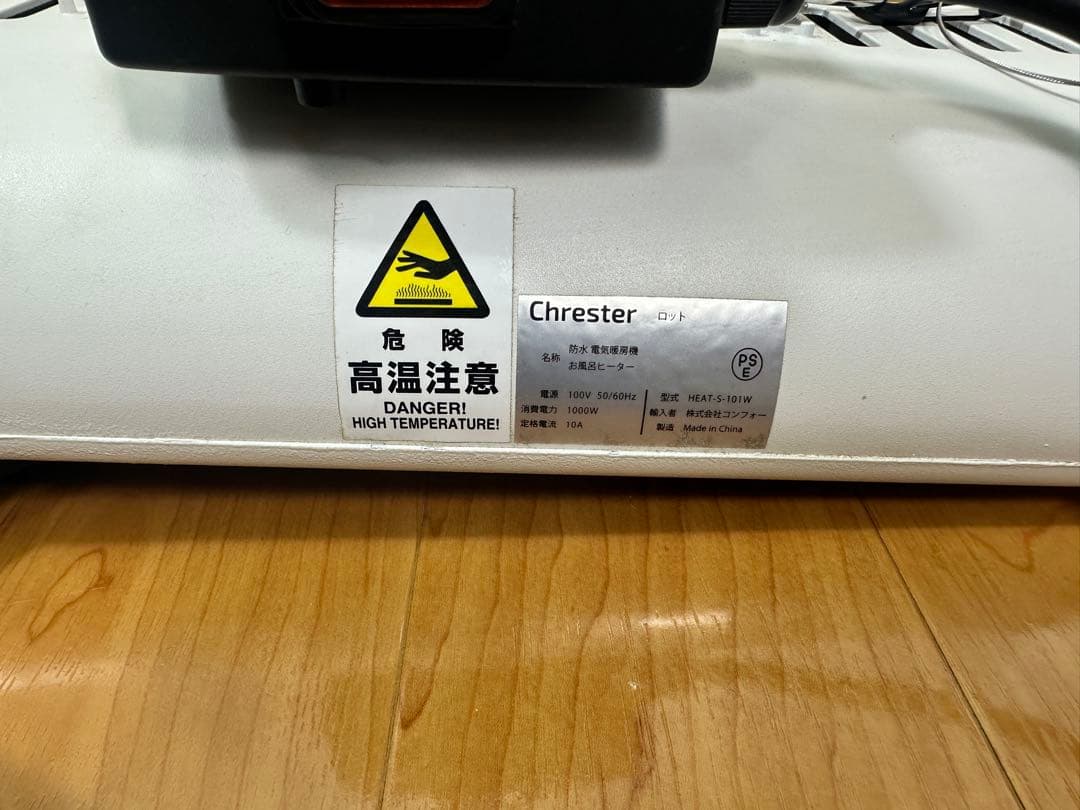 危険
高温注意
DANGER!
HIGH TEMPERATURE!
Chrester ロット
名称 防水 電気暖房機
お風呂ヒーター
PS
E
電源 100V 50/60Hz
消費電力 1000W
定格電流 10A
型式 HEAT-S-101W
輸入者 株式会社コンフォー
製造 Made in China